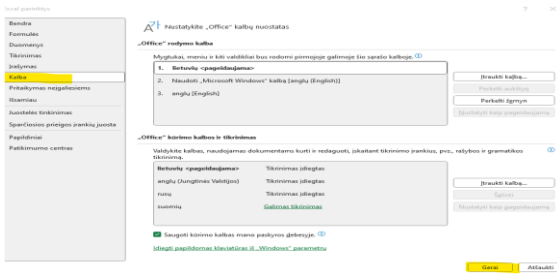 „Excel“ parinktys
Bendra
Formulės
Duomenys
Tikrinimas
Įrašymas
Kalba
Pritaikymas neįgaliesiems
Išsamiau
Juostelės tinkinimas
Sparčiosios prieigos įrankių juosta
Papildiniai
Patikimumo centras
Nustatykite „Office“ kalbų nuostatas
„Office“ rodymo kalba
Mygtukai, meniu ir kiti valdikliai bus rodomi pirmojoje galimoje šio sąrašo kalboje.
1. lietuvių <pageidaujama>
2. Naudoti „Microsoft Windows“ kalbą [anglų (English)]
3. anglų [English]
Įtraukti kalbą...
Perkelti aukštyn
Perkelti žemyn
Nustatyti kaip pageidaujamą
„Office“ kūrimo kalbos ir tikrinimas
Valdykite kalbas, naudojamas dokumentams kurti ir redaguoti, įskaitant tikrinimo įrankius, pvz., rašybos ir gramatikos
tikrinimą.
lietuvių <pageidaujama> Tikrinimas įdiegtas
anglų (Jungtinės Valstijos) Tikrinimas įdiegtas
rusų Tikrinimas įdiegtas
suomių Galimas tikrinimas
Įtraukti kalbą...
Šalinti
Nustatyti kaip pageidaujamą
Saugoti kūrimo kalbas mano paskyros debesyje.
Įdiegti papildomas klaviatūras iš „Windows“ parametrų
Gerai
Atšaukti